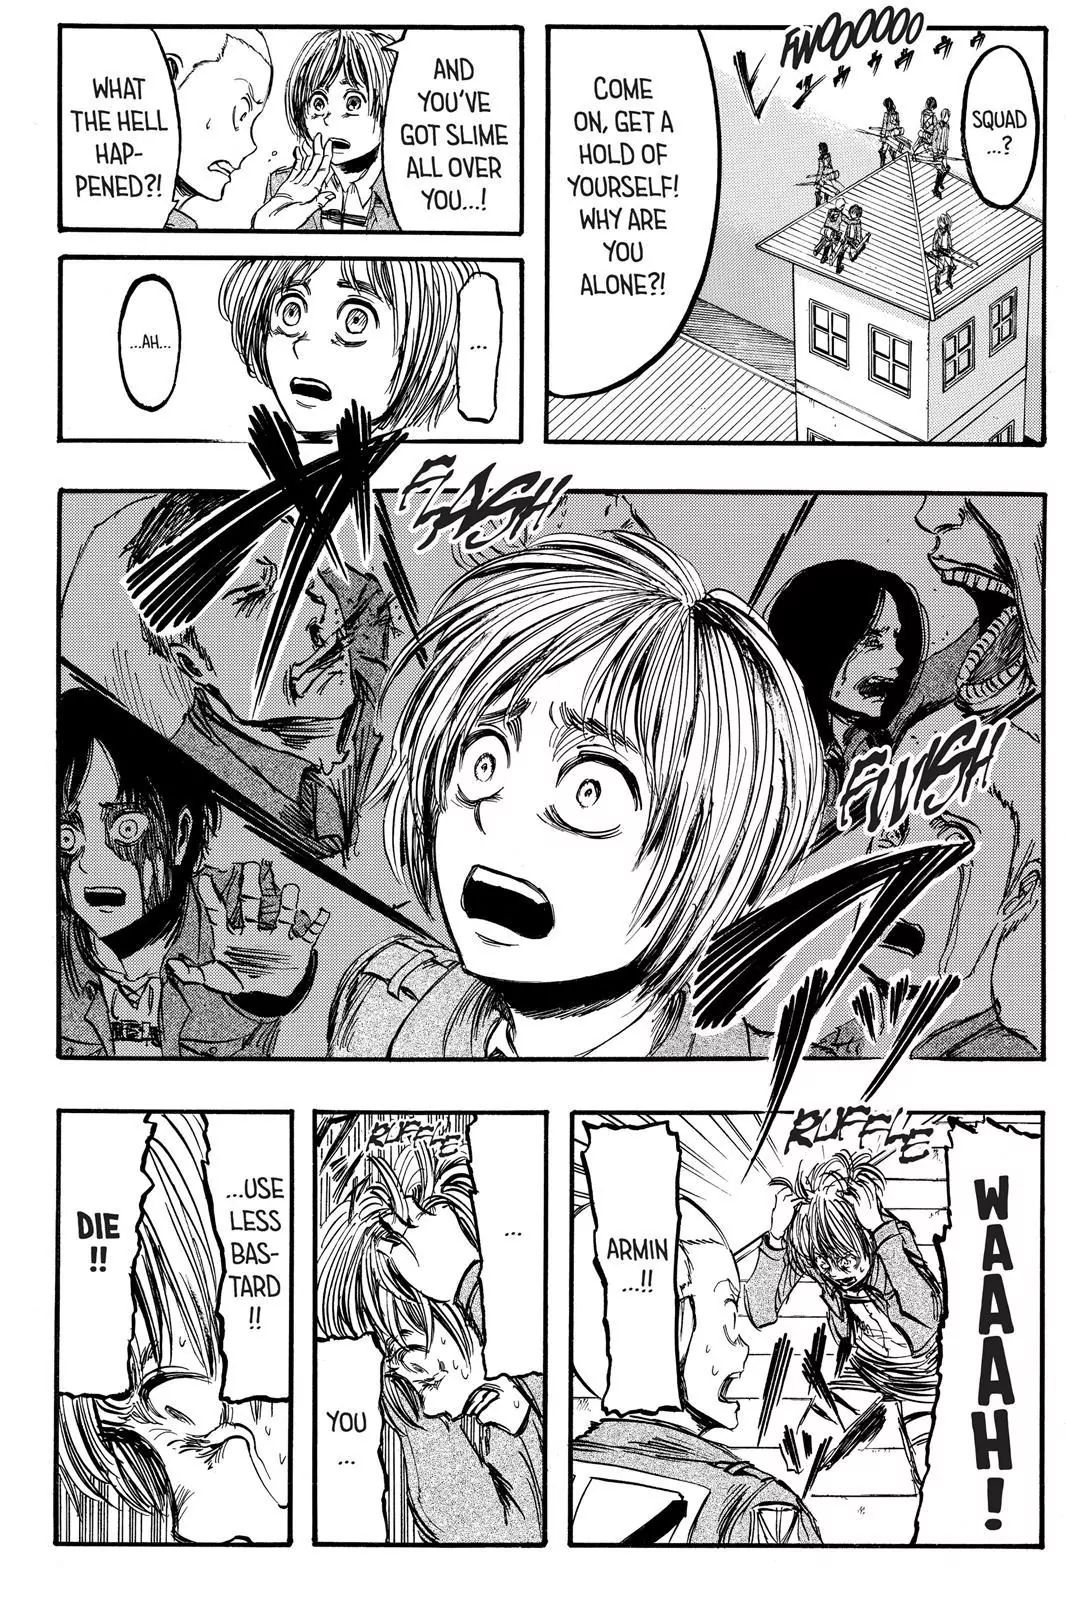 FWOOOOOO
SQUAD
...?
COME
ON, GET A
HOLD OF
YOURSELF!
WHY ARE
YOU
ALONE?!
AND
YOU'VE
GOT SLIME
ALL OVER
YOU...!
WHAT
THE HELL
HAP-
PENED?!
...
...AH...
FLASH
FWISH
WAAAH!
RUFFLE
ARMIN
...!!
RUFFLE
...
YOU
...
...USE
LESS
BAS-
TARD
!!
DIE
!!